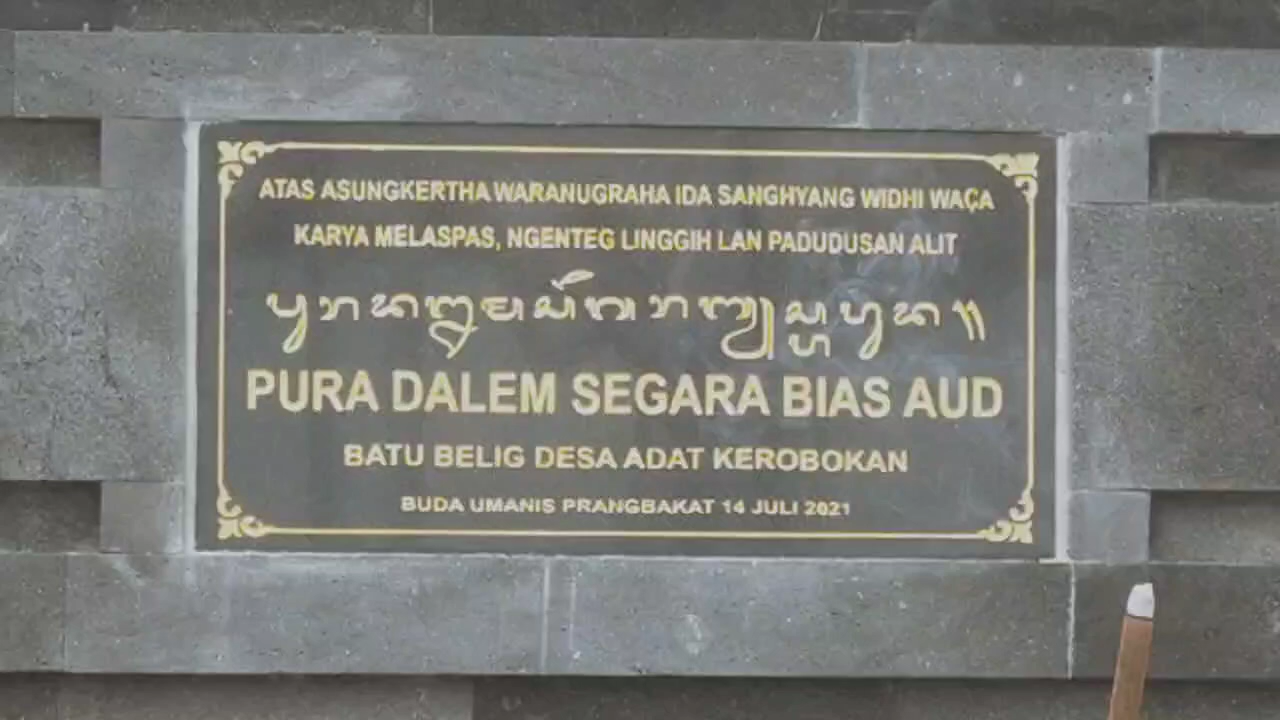 ATAS ASUNGKERTHA WARANUGRAHA IDA SANGHYANG WIDHI WAÇA
KARYA MELASPAS, NGENTEG LINGGIH LAN PADUDUSAN ALIT
PURA DALEM SEGARA BIAS AUD
BATU BELIG DESA ADAT KEROBOKAN
BUDA UMANIS PRANGBAKAT 14 JULI 2021